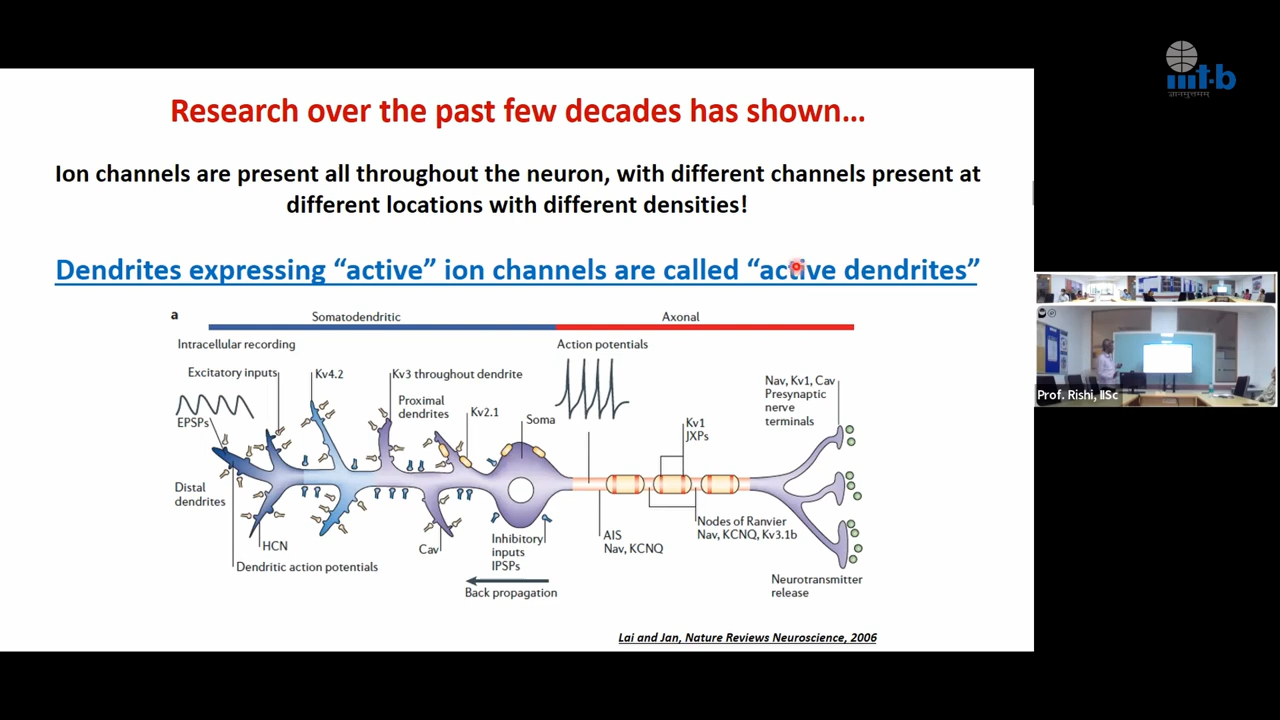 Research over the past few decades has shown…
Ion channels are present all throughout the neuron, with different channels present at
different locations with different densities!
Dendrites expressing “active” ion channels are called “active dendrites”
a
Somatodendritic
Axonal
Intracellular recording
Action potentials
Excitatory inputs
Kv4.2
Kv3 throughout dendrite
Nav, Kv1, Cav
Presynaptic
nerve
terminals
Proximal
dendrites
Kv2.1
EPSPs
Soma
Kv1
JXPs
Distal
dendrites
Nodes of Ranvier
Nav, KCNQ, Kv3.1b
AIS
Nav, KCNQ
HCN
Cav
Inhibitory
inputs
IPSPs
Dendritic action potentials
Neurotransmitter
release
Back propagation
Lai and Jan, Nature Reviews Neuroscience, 2006
iiit-b
ज्ञानमुत्तमम्
Prof. Rishi, IISc